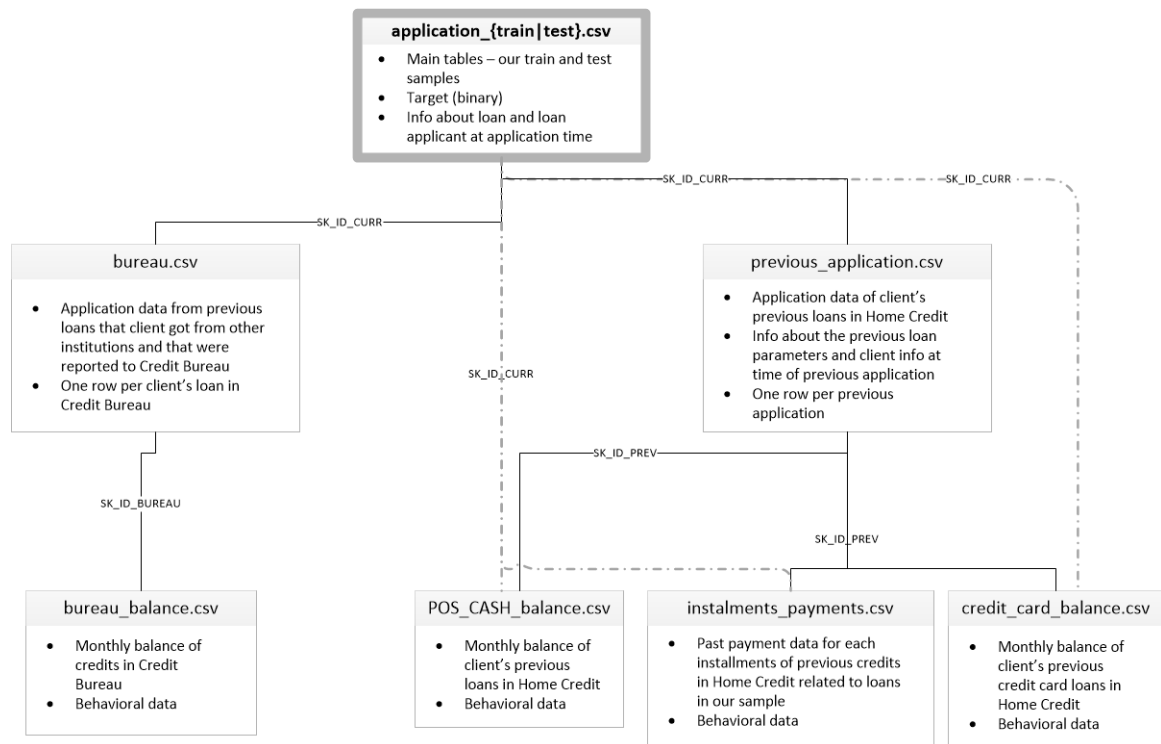 application_{train|test}.csv
• Main tables – our train and test
samples
• Target (binary)
• Info about loan and loan
applicant at application time
SK_ID_CURR
SK_ID_CURR
SK_ID_CURR
bureau.csv
• Application data from previous
loans that client got from other
institutions and that were
reported to Credit Bureau
• One row per client's loan in
Credit Bureau
previous_application.csv
• Application data of client's
previous loans in Home Credit
• Info about the previous loan
parameters and client info at
time of previous application
• One row per previous
application
SK_ID_CURR
SK_ID_PREV
SK_ID_BUREAU
SK_ID_PREV
bureau_balance.csv
• Monthly balance of
credits in Credit
Bureau
• Behavioral data
POS_CASH_balance.csv
• Monthly balance of
client's previous
loans in Home Credit
• Behavioral data
instalments_payments.csv
• Past payment data for each
installments of previous credits
in Home Credit related to loans
in our sample
• Behavioral data
credit_card_balance.csv
• Monthly balance of
client's previous
credit card loans in
Home Credit
• Behavioral data